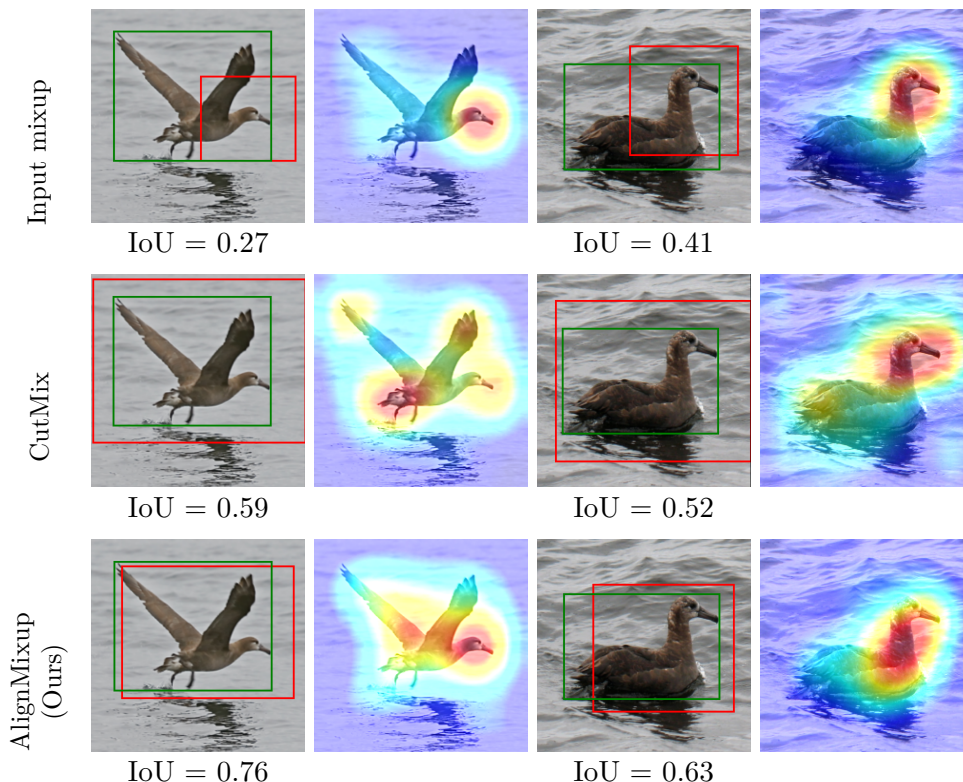 Input mixup
IoU = 0.27
IoU = 0.41
CutMix
IoU = 0.59
IoU = 0.52
AlignMixup
(Ours)
IoU = 0.76
IoU = 0.63